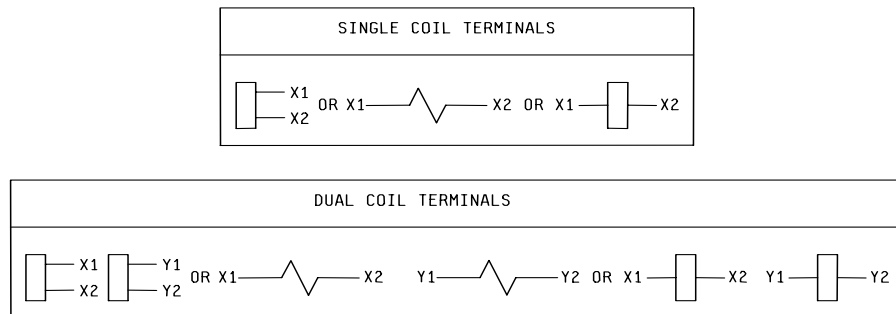 SINGLE COIL TERMINALS
X1
X2
OR X1 X2 OR X1 X2
DUAL COIL TERMINALS
X1 Y1
X2 Y2
OR X1 X2 Y1 Y2 OR X1 X2 Y1 Y2